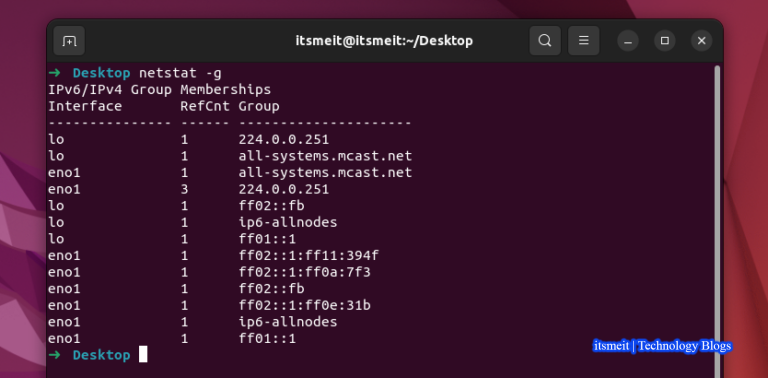 itsmeit@itsmeit:~/Desktop
➜ Desktop netstat -g
IPv6/IPv4 Group Memberships
Interface       RefCnt Group
--------------- ------ ---------------------
lo              1      224.0.0.251
lo              1      all-systems.mcast.net
eno1            1      all-systems.mcast.net
eno1            3      224.0.0.251
lo              1      ff02::fb
lo              1      ip6-allnodes
lo              1      ff01::1
eno1            1      ff02::1:ff11:394f
eno1            1      ff02::1:ff0a:7f3
eno1            1      ff02::fb
eno1            1      ff02::1:ff0e:31b
eno1            1      ip6-allnodes
eno1            1      ff01::1
➜ Desktop
itsmeit | Technology Blogs